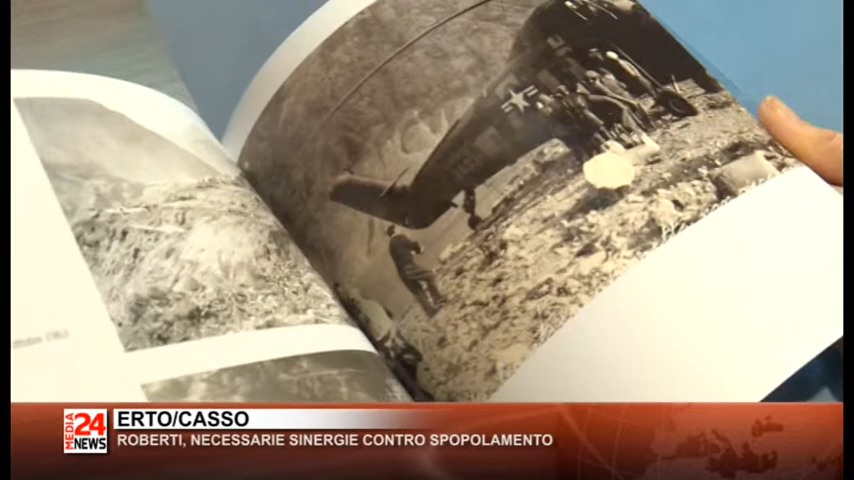 MEDIA
24
NEWS
ERTO/CASSO
ROBERTI, NECESSARIE SINERGIE CONTRO SPOPOLAMENTO